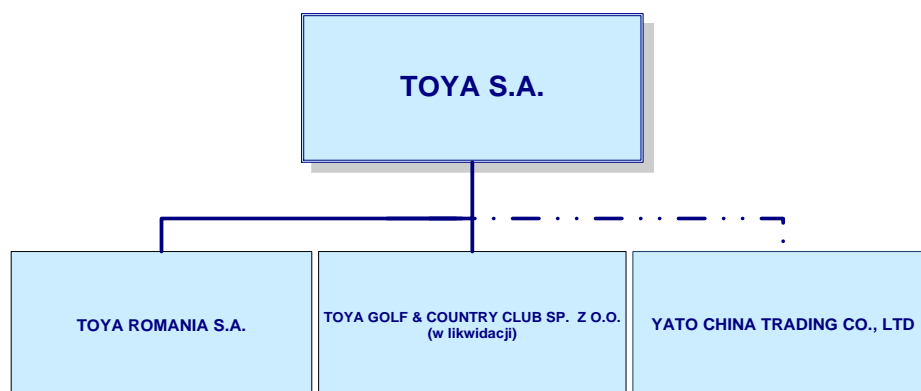 TOYA S.A.
TOYA ROMANIA S.A.
TOYA GOLF & COUNTRY CLUB SP. Z O.O.
(w likwidacji)
YATO CHINA TRADING CO., LTD